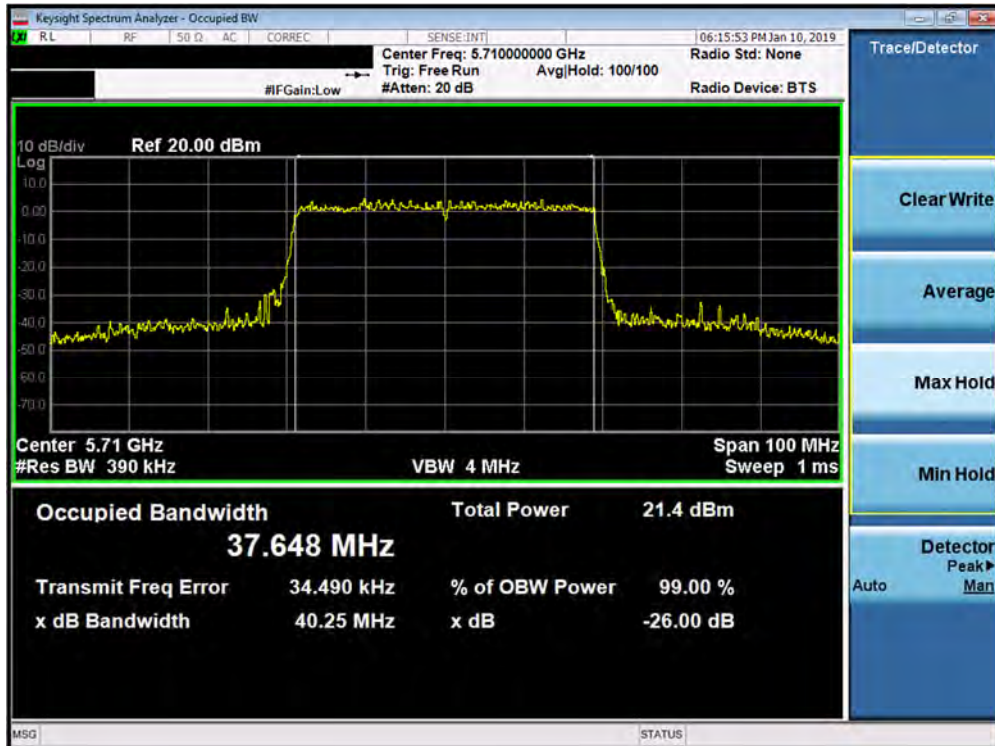 Keysight Spectrum Analyzer - Occupied BW
LXI RL RF 50 Ω AC CORREC SENSE:INT 06:15:53 PM Jan 10, 2019
Center Freq: 5.710000000 GHz Radio Std: None
Trig: Free Run Avg|Hold: 100/100
#IFGain:Low #Atten: 20 dB Radio Device: BTS
10 dB/div Ref 20.00 dBm
Log
10.0
0.00
-10.0
-20.0
-30.0
-40.0
-50.0
-60.0
-70.0
Center 5.71 GHz Span 100 MHz
#Res BW 390 kHz VBW 4 MHz Sweep 1 ms
Occupied Bandwidth Total Power 21.4 dBm
37.648 MHz
Transmit Freq Error 34.490 kHz % of OBW Power 99.00 %
x dB Bandwidth 40.25 MHz x dB -26.00 dB
MSG STATUS
Trace/Detector
Clear Write
Average
Max Hold
Min Hold
Detector
Peak▶
Auto Man